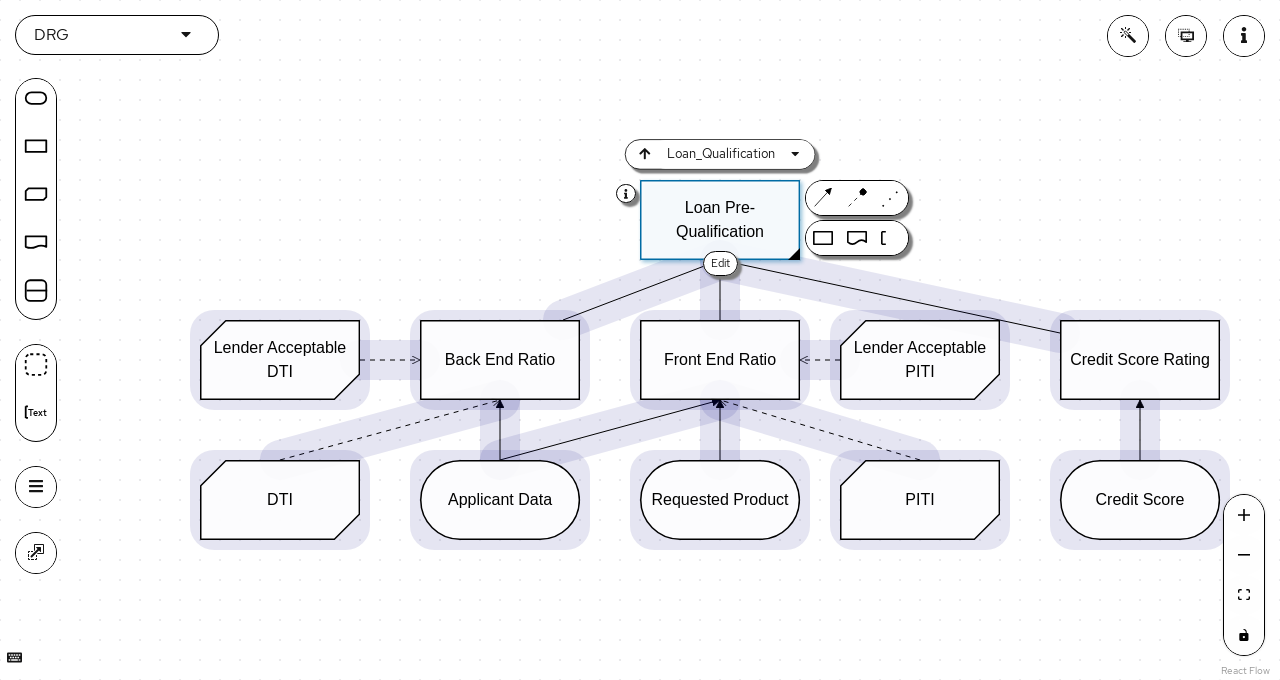 DRG
Loan_Qualification
Loan Pre-
Qualification
Edit
Lender Acceptable
DTI
Back End Ratio
Front End Ratio
Lender Acceptable
PITI
Credit Score Rating
Text
DTI
Applicant Data
Requested Product
PITI
Credit Score
React Flow